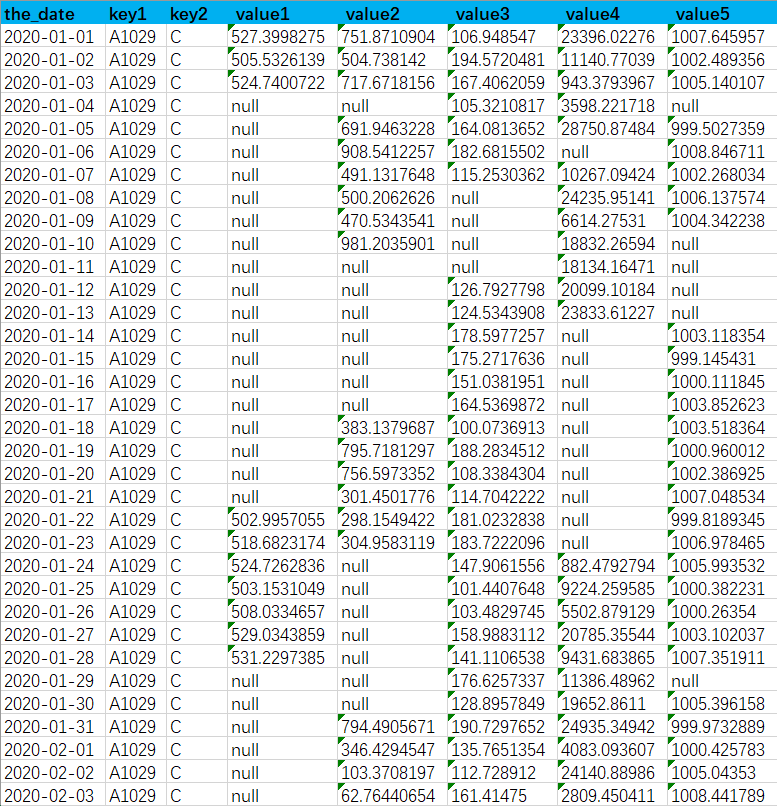 the_date key1 key2 value1 value2 value3 value4 value5
2020-01-01 A1029 C 527.3998275 751.8710904 106.948547 23396.02276 1007.645957
2020-01-02 A1029 C 505.5326139 504.738142 194.5720481 11140.77039 1002.489356
2020-01-03 A1029 C 524.7400722 717.6718156 167.4062059 943.3793967 1005.140107
2020-01-04 A1029 C null null 105.3210817 3598.221718 null
2020-01-05 A1029 C null 691.9463228 164.0813652 28750.87484 999.5027359
2020-01-06 A1029 C null 908.5412257 182.6815502 null 1008.846711
2020-01-07 A1029 C null 491.1317648 115.2530362 10267.09424 1002.268034
2020-01-08 A1029 C null 500.2062626 null 24235.95141 1006.137574
2020-01-09 A1029 C null 470.5343541 null 6614.27531 1004.342238
2020-01-10 A1029 C null 981.2035901 null 18832.26594 null
2020-01-11 A1029 C null null null 18134.16471 null
2020-01-12 A1029 C null null 126.7927798 20099.10184 null
2020-01-13 A1029 C null null 124.5343908 23833.61227 null
2020-01-14 A1029 C null null 178.5977257 null 1003.118354
2020-01-15 A1029 C null null 175.2717636 null 999.145431
2020-01-16 A1029 C null null 151.0381951 null 1000.111845
2020-01-17 A1029 C null null 164.5369872 null 1003.852623
2020-01-18 A1029 C null 383.1379687 100.0736913 null 1003.518364
2020-01-19 A1029 C null 795.7181297 188.2834512 null 1000.960012
2020-01-20 A1029 C null 756.5973352 108.3384304 null 1002.386925
2020-01-21 A1029 C null 301.4501776 114.7042222 null 1007.048534
2020-01-22 A1029 C 502.9957055 298.1549422 181.0232838 null 999.8189345
2020-01-23 A1029 C 518.6823174 304.9583119 183.7222096 null 1006.978465
2020-01-24 A1029 C 524.7262836 null 147.9061556 882.4792794 1005.993532
2020-01-25 A1029 C 503.1531049 null 101.4407648 9224.259585 1000.382231
2020-01-26 A1029 C 508.0334657 null 103.4829745 5502.879129 1000.26354
2020-01-27 A1029 C 529.0343859 null 158.9883112 20785.35544 1003.102037
2020-01-28 A1029 C 531.2297385 null 141.1106538 9431.683865 1007.351911
2020-01-29 A1029 C null null 176.6257337 11386.48962 null
2020-01-30 A1029 C null null 128.8957849 19652.8611 1005.396158
2020-01-31 A1029 C null 794.4905671 190.7297652 24935.34942 999.9732889
2020-02-01 A1029 C null 346.4294547 135.7651354 4083.093607 1000.425783
2020-02-02 A1029 C null 103.3708197 112.728912 24140.88986 1005.04353
2020-02-03 A1029 C null 62.76440654 161.41475 2809.450411 1008.441789